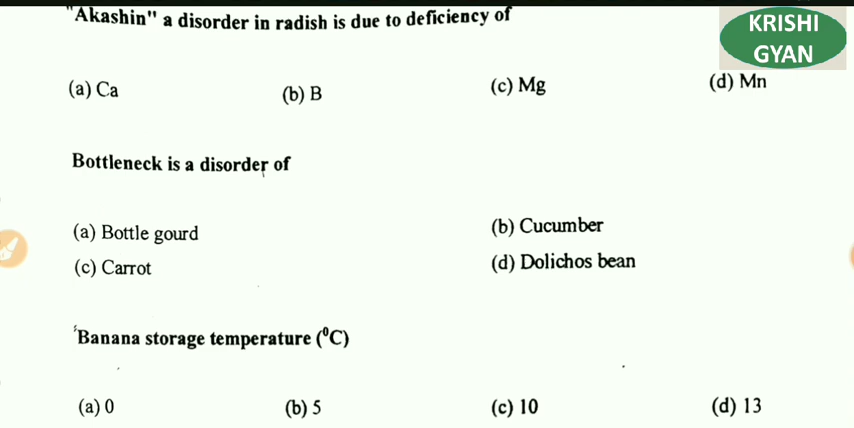 "Akashin" a disorder in radish is due to deficiency of
KRISHI
GYAN
(a) Ca (b) B (c) Mg (d) Mn
Bottleneck is a disorder of
(a) Bottle gourd (b) Cucumber
(c) Carrot (d) Dolichos bean
Banana storage temperature (⁰C)
(a) 0 (b) 5 (c) 10 (d) 13